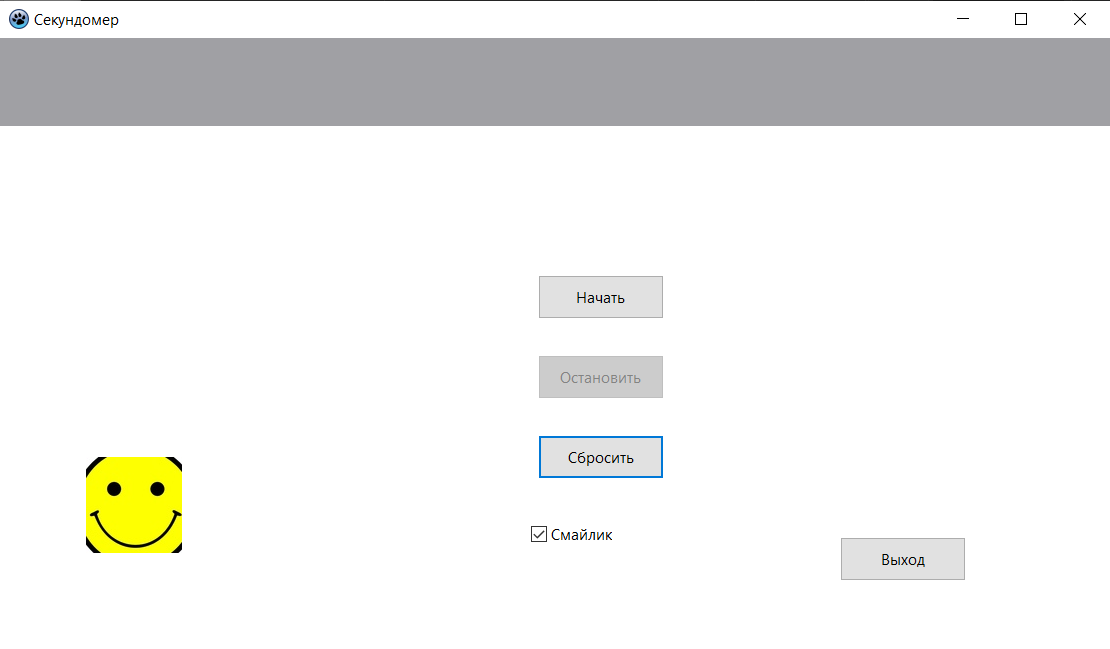 Секундомер
Начать
Остановить
Сбросить
Смайлик
Выход